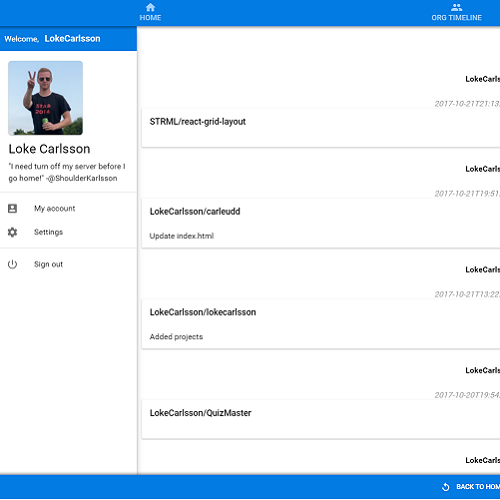 HOME
ORG TIMELINE
Welcome, LokeCarlsson
Loke Carlsson
"I need turn off my server before I
go home!" -@ShoulderKarlsson
My account
Settings
Sign out
LokeCarls
2017-10-21T21:13:
STRML/react-grid-layout
LokeCarls
2017-10-21T19:51:
LokeCarlsson/carleudd
Update index.html
LokeCarls
2017-10-21T13:22:
LokeCarlsson/lokecarlsson
Added projects
LokeCarls
2017-10-20T19:54:
LokeCarlsson/QuizMaster
LokeCarls
BACK TO HOM